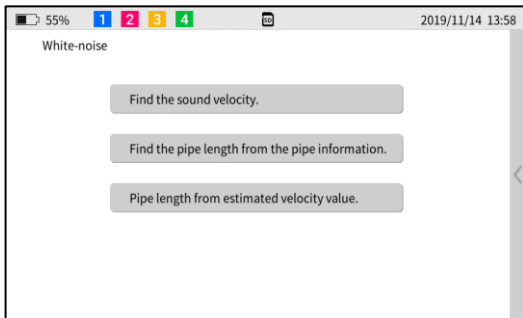 55% 1 2 3 4 SD 2019/11/14 13:58
White-noise
Find the sound velocity.
Find the pipe length from the pipe information.
Pipe length from estimated velocity value.